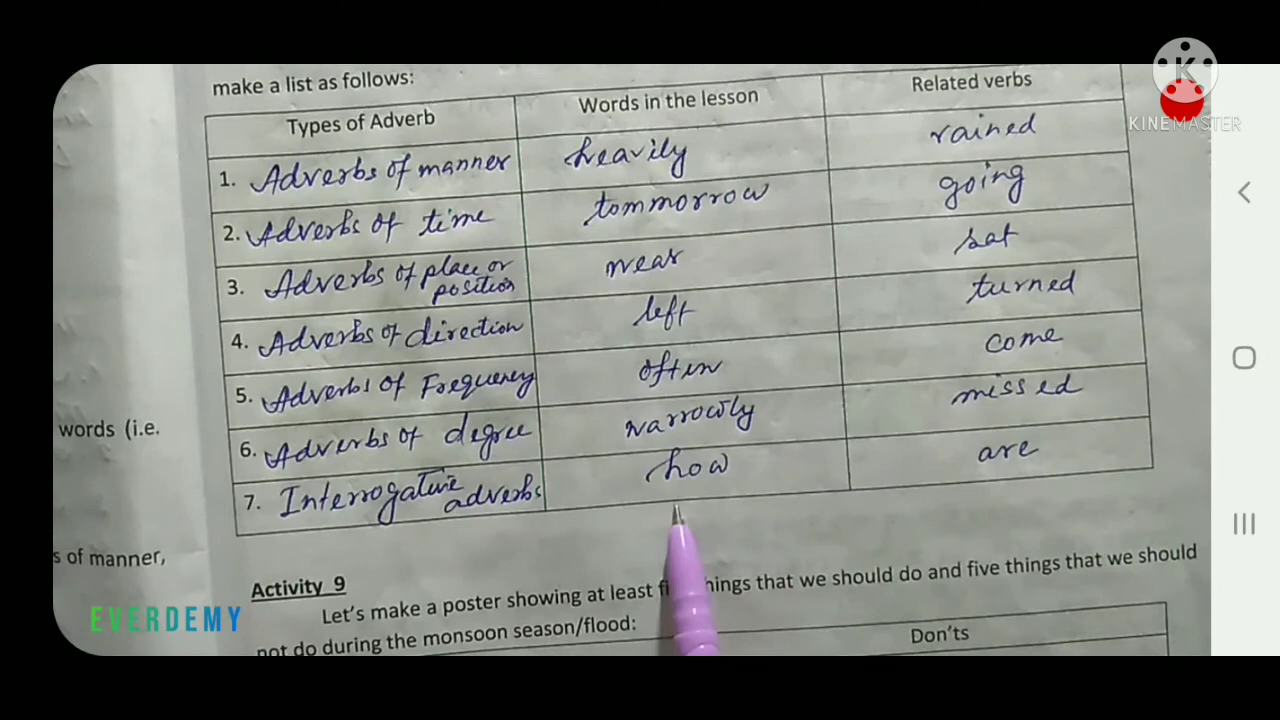 make a list as follows:
Types of Adverb Words in the lesson Related verbs
1. Adverbs of manner heavily rained
2. Adverbs of time tommorrow going
3. Adverbs of place or position near sat
4. Adverbs of direction left turned
5. Adverbs of Frequency often come
6. Adverbs of degree narrowly missed
7. Interrogative adverbs how are
words (i.e.
s of manner,
Activity 9
Let's make a poster showing at least things that we should do and five things that we should
not do during the monsoon season/flood:
Don'ts
EVERDEMY
K
KINEMASTER